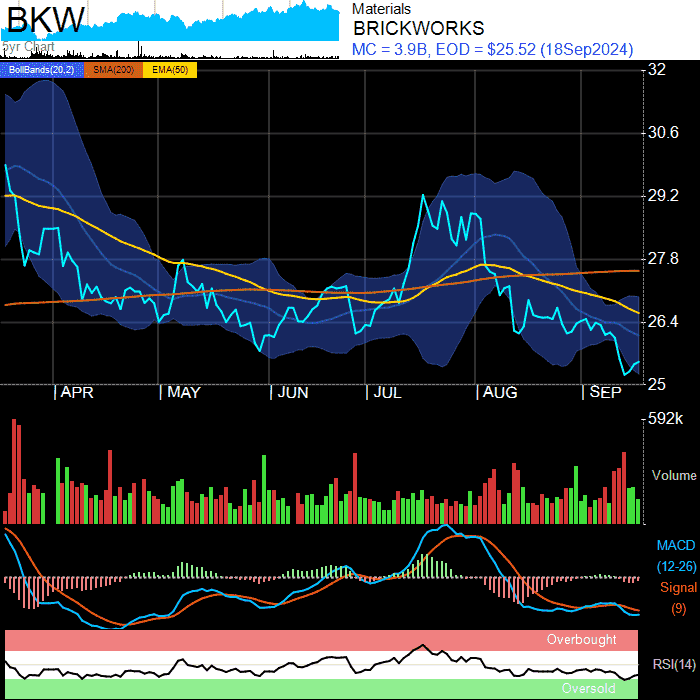 BKW
5yr Chart
Materials
BRICKWORKS
MC = 3.9B, EOD = $25.52 (18Sep2024)
BollBands(20,2) SMA(200) EMA(50)
32
30.6
29.2
27.8
26.4
25
APR MAY JUN JUL AUG SEP
592k
Volume
MACD
(12-26)
Signal
(9)
Overbought
RSI(14)
Oversold